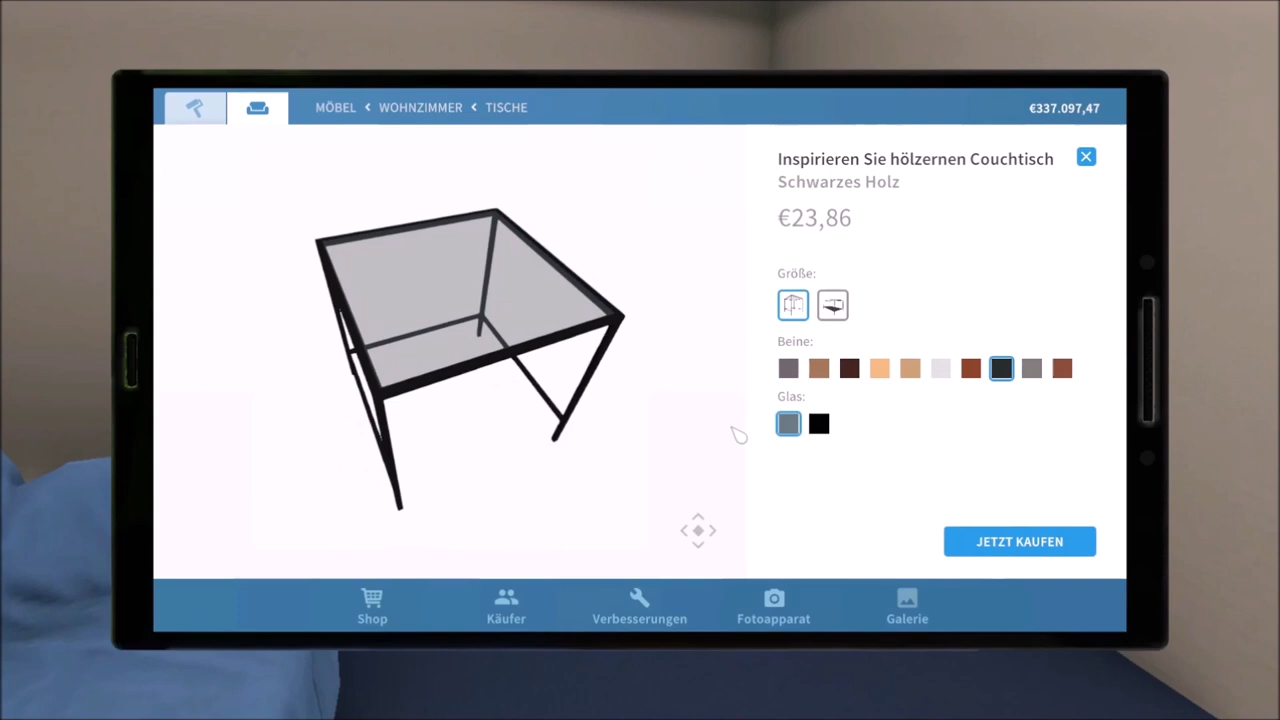 MÖBEL < WOHNZIMMER < TISCHE
€337.097,47
Inspirieren Sie hölzernen Couchtisch
Schwarzes Holz
€23,86
Größe:
Beine:
Glas:
JETZT KAUFEN
Shop
Käufer
Verbesserungen
Fotoapparat
Galerie